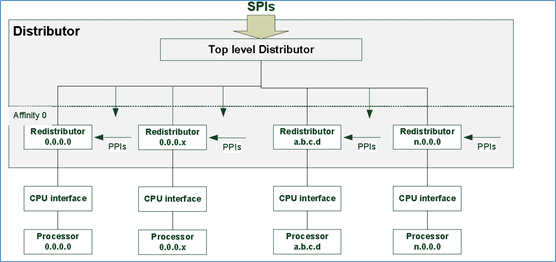 SPIs
Distributor
Top level Distributor
Affinity 0
Redistributor
0.0.0.0
PPIs
Redistributor
0.0.0.x
PPIs
Redistributor
a.b.c.d
PPIs
Redistributor
n.0.0.0
PPIs
CPU interface
CPU interface
CPU interface
CPU interface
Processor
0.0.0.0
Processor
0.0.0.x
Processor
a.b.c.d
Processor
n.0.0.0